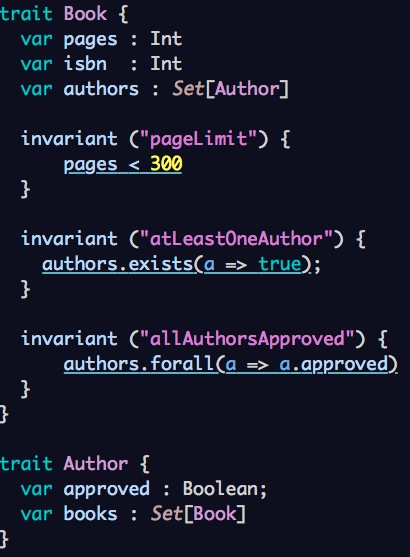 trait Book {
  var pages : Int
  var isbn  : Int
  var authors : Set[Author]

  invariant ("pageLimit") {
      pages < 300
  }

  invariant ("atLeastOneAuthor") {
    authors.exists(a => true);
  }

  invariant ("allAuthorsApproved") {
      authors.forall(a => a.approved)
  }
}

trait Author {
  var approved : Boolean;
  var books : Set[Book]
}